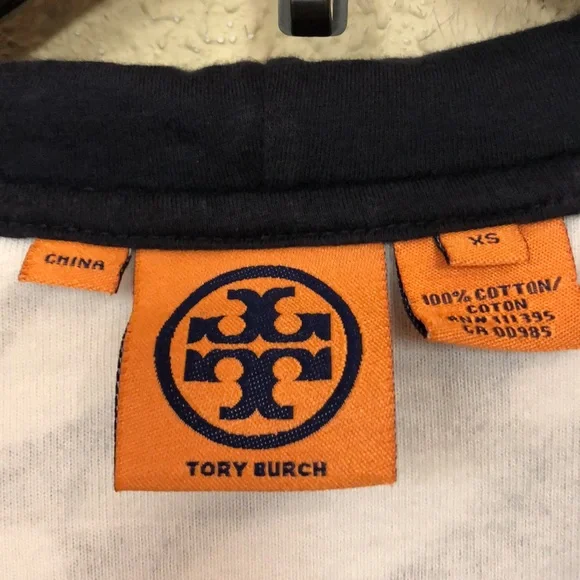 CHINA
TORY BURCH
XS
100% COTTON/
COTON
RN# 111395
CA 00985